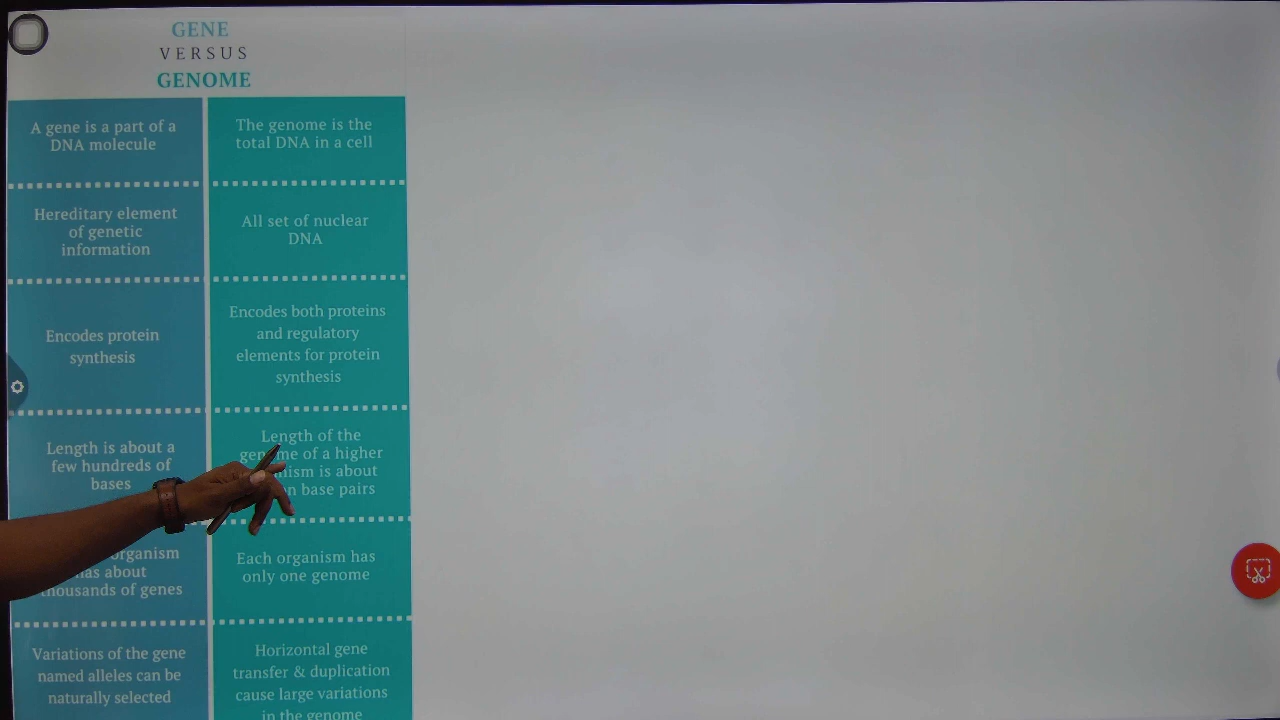 GENE
VERSUS
GENOME
A gene is a part of a
DNA molecule
The genome is the
total DNA in a cell
Hereditary element
of genetic
information
All set of nuclear
DNA
Encodes protein
synthesis
Encodes both proteins
and regulatory
elements for protein
synthesis
Length is about a
few hundreds of
bases
Length of the
genome of a higher
is about
base pairs
organism
has about
thousands of genes
Each organism has
only one genome
Variations of the gene
named alleles can be
naturally selected
Horizontal gene
transfer & duplication
cause large variations
in the genome